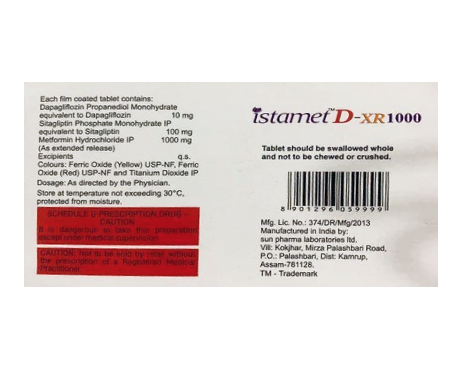 Each film coated tablet contains:
Dapagliflozin Propanediol Monohydrate
equivalent to Dapagliflozin 10 mg
Sitagliptin Phosphate Monohydrate IP
equivalent to Sitagliptin 100 mg
Metformin Hydrochloride IP 1000 mg
(As extended release)
Excipients q.s.
Colours: Ferric Oxide (Yellow) USP-NF, Ferric
Oxide (Red) USP-NF and Titanium Dioxide IP
Dosage: As directed by the Physician.
Store at temperature not exceeding 30°C,
protected from moisture.
SCHEDULE G PRESCRIPTION DRUG –
CAUTION
It is dangerous to take this preparation
except under medical supervision
CAUTION: Not to be sold by retail without
the prescription of a Registered Medical
Practitioner.
istamet™ D-XR1000
Tablet should be swallowed whole
and not to be chewed or crushed.
8901296059999
Mfg. Lic. No.: 374/DR/Mfg/2013
Manufactured in India by:
sun pharma laboratories ltd.
Vill: Kokjhar, Mirza Palashbari Road,
P.O.: Palashbari, Dist: Kamrup,
Assam-781128.
TM - Trademark